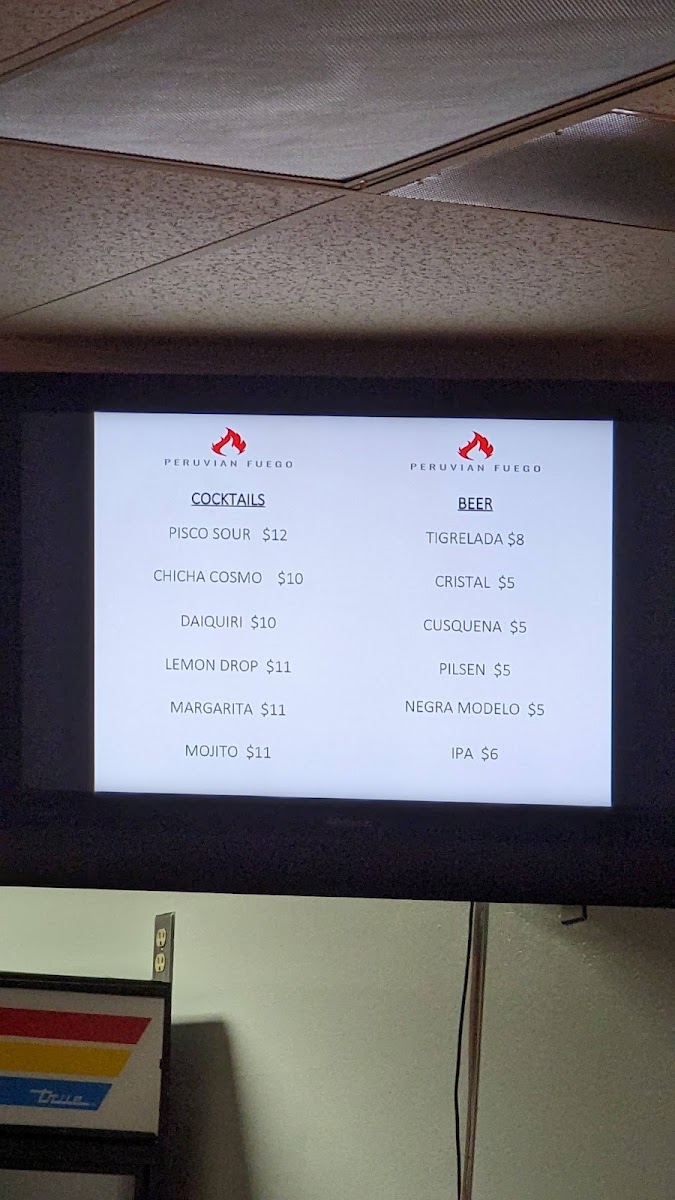 PERUVIAN FUEGO
COCKTAILS
PISCO SOUR $12
CHICHA COSMO $10
DAIQUIRI $10
LEMON DROP $11
MARGARITA $11
MOJITO $11
PERUVIAN FUEGO
BEER
TIGRELADA $8
CRISTAL $5
CUSQUENA $5
PILSEN $5
NEGRA MODELO $5
IPA $6
True